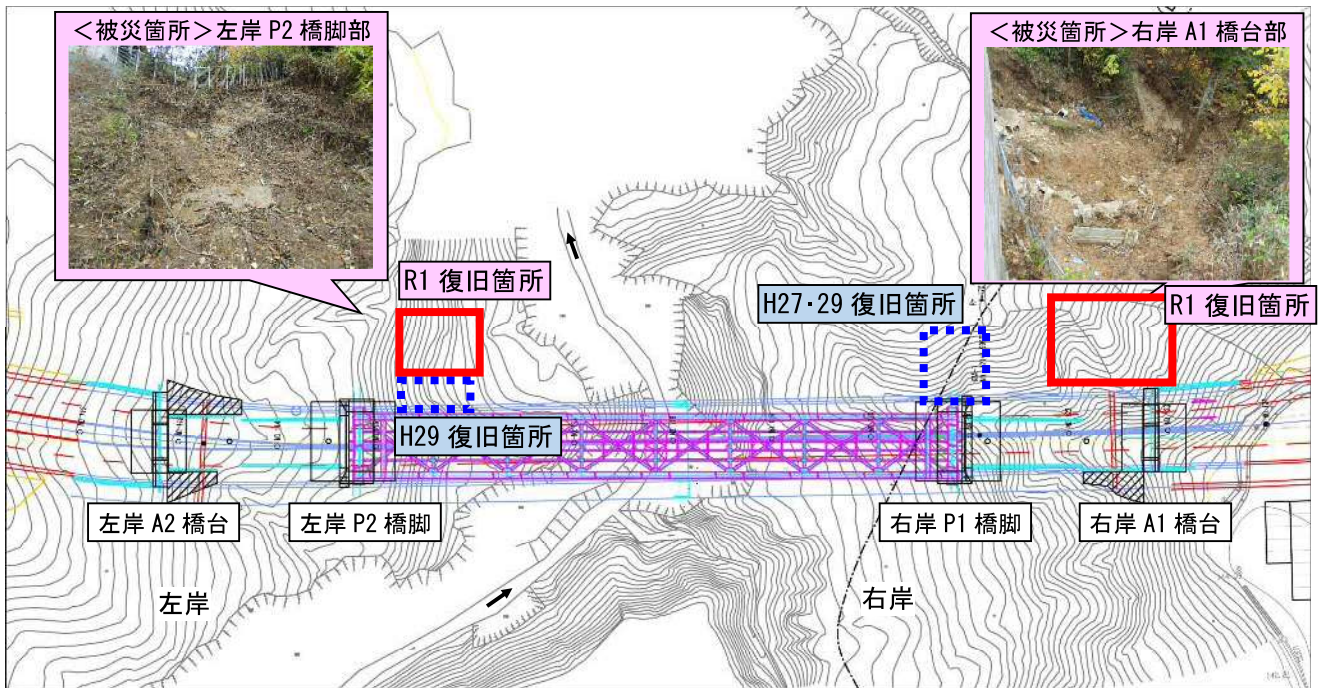 <被災箇所>左岸 P2 橋脚部
<被災箇所>右岸 A1 橋台部
R1 復旧箇所
H27･29 復旧箇所
R1 復旧箇所
H29 復旧箇所
左岸 A2 橋台
左岸 P2 橋脚
右岸 P1 橋脚
右岸 A1 橋台
左岸
右岸